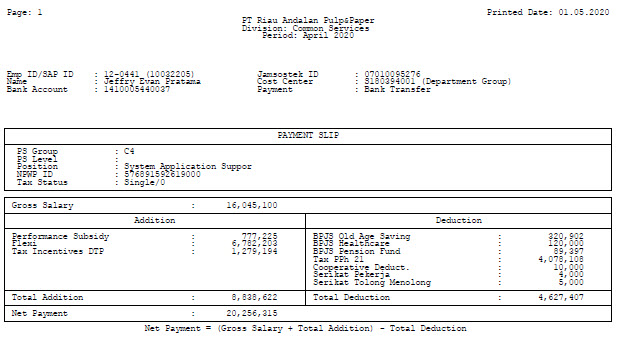 Page: 1 Printed Date: 01.05.2020
PT Riau Andalan Pulp&Paper
Division: Common Services
Period: April 2020
Emp ID/SAP ID : 12-0441 (10032205) Jamsostek ID : 07010095276
Name : Jeffry Evan Pratama Cost Center : S180394001 (Department Group)
Bank Account : 1410005440037 Payment : Bank Transfer
PAYMENT SLIP
PS Group : C4
PS Level :
Position : System Application Suppor
NPWP ID : 576891592619000
Tax Status : Single/0
Gross Salary : 16,045,100
Addition Deduction
Performance Subsidy : 777,225 BPJS Old Age Saving : 320,902
Flexi : 6,782,203 BPJS Healthcare : 120,000
Tax Incentives DTP : 1,279,194 BPJS Pension Fund : 89,397
Tax PPh 21 : 4,078,108
Cooperative Deduct. : 10,000
Serikat Pekerja : 4,000
Serikat Tolong Menolong : 5,000
Total Addition : 8,838,622 Total Deduction : 4,627,407
Net Payment : 20,256,315
Net Payment = (Gross Salary + Total Addition) - Total Deduction